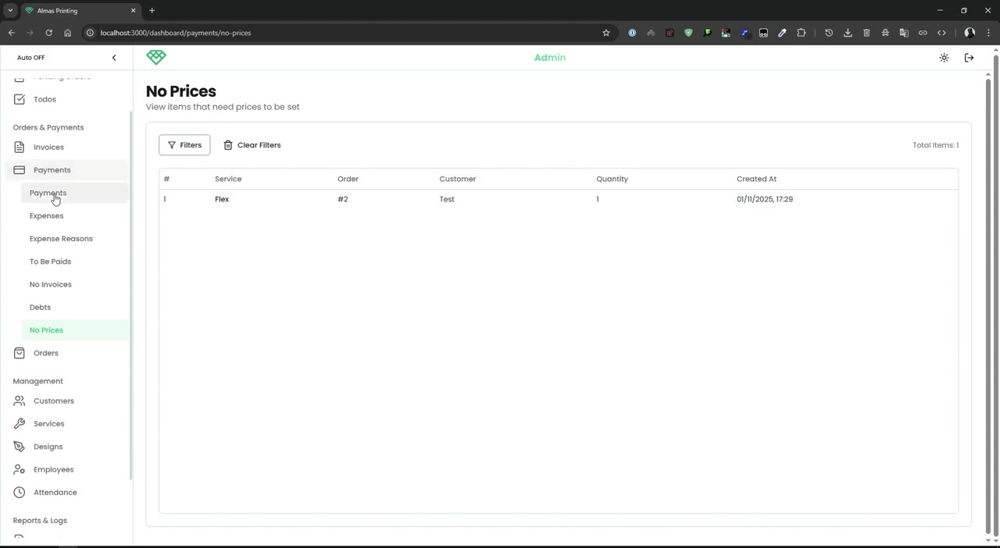 Almas Printing
localhost:3000/dashboard/payments/no-prices
Auto OFF
Admin
Pending Orders
Todos
Orders & Payments
Invoices
Payments
Payments
Expenses
Expense Reasons
To Be Paids
No Invoices
Debts
No Prices
Orders
Management
Customers
Services
Designs
Employees
Attendance
Reports & Logs
No Prices
View items that need prices to be set
Filters
Clear Filters
Total Items: 1
# Service Order Customer Quantity Created At
1 Flex #2 Test 1 01/11/2025, 17:29